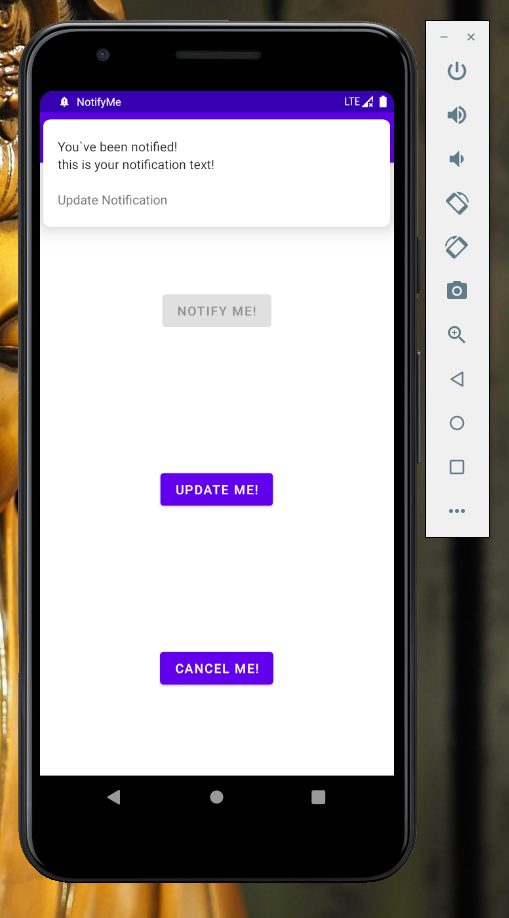 NotifyMe LTE
You`ve been notified!
this is your notification text!
Update Notification
NOTIFY ME!
UPDATE ME!
CANCEL ME!